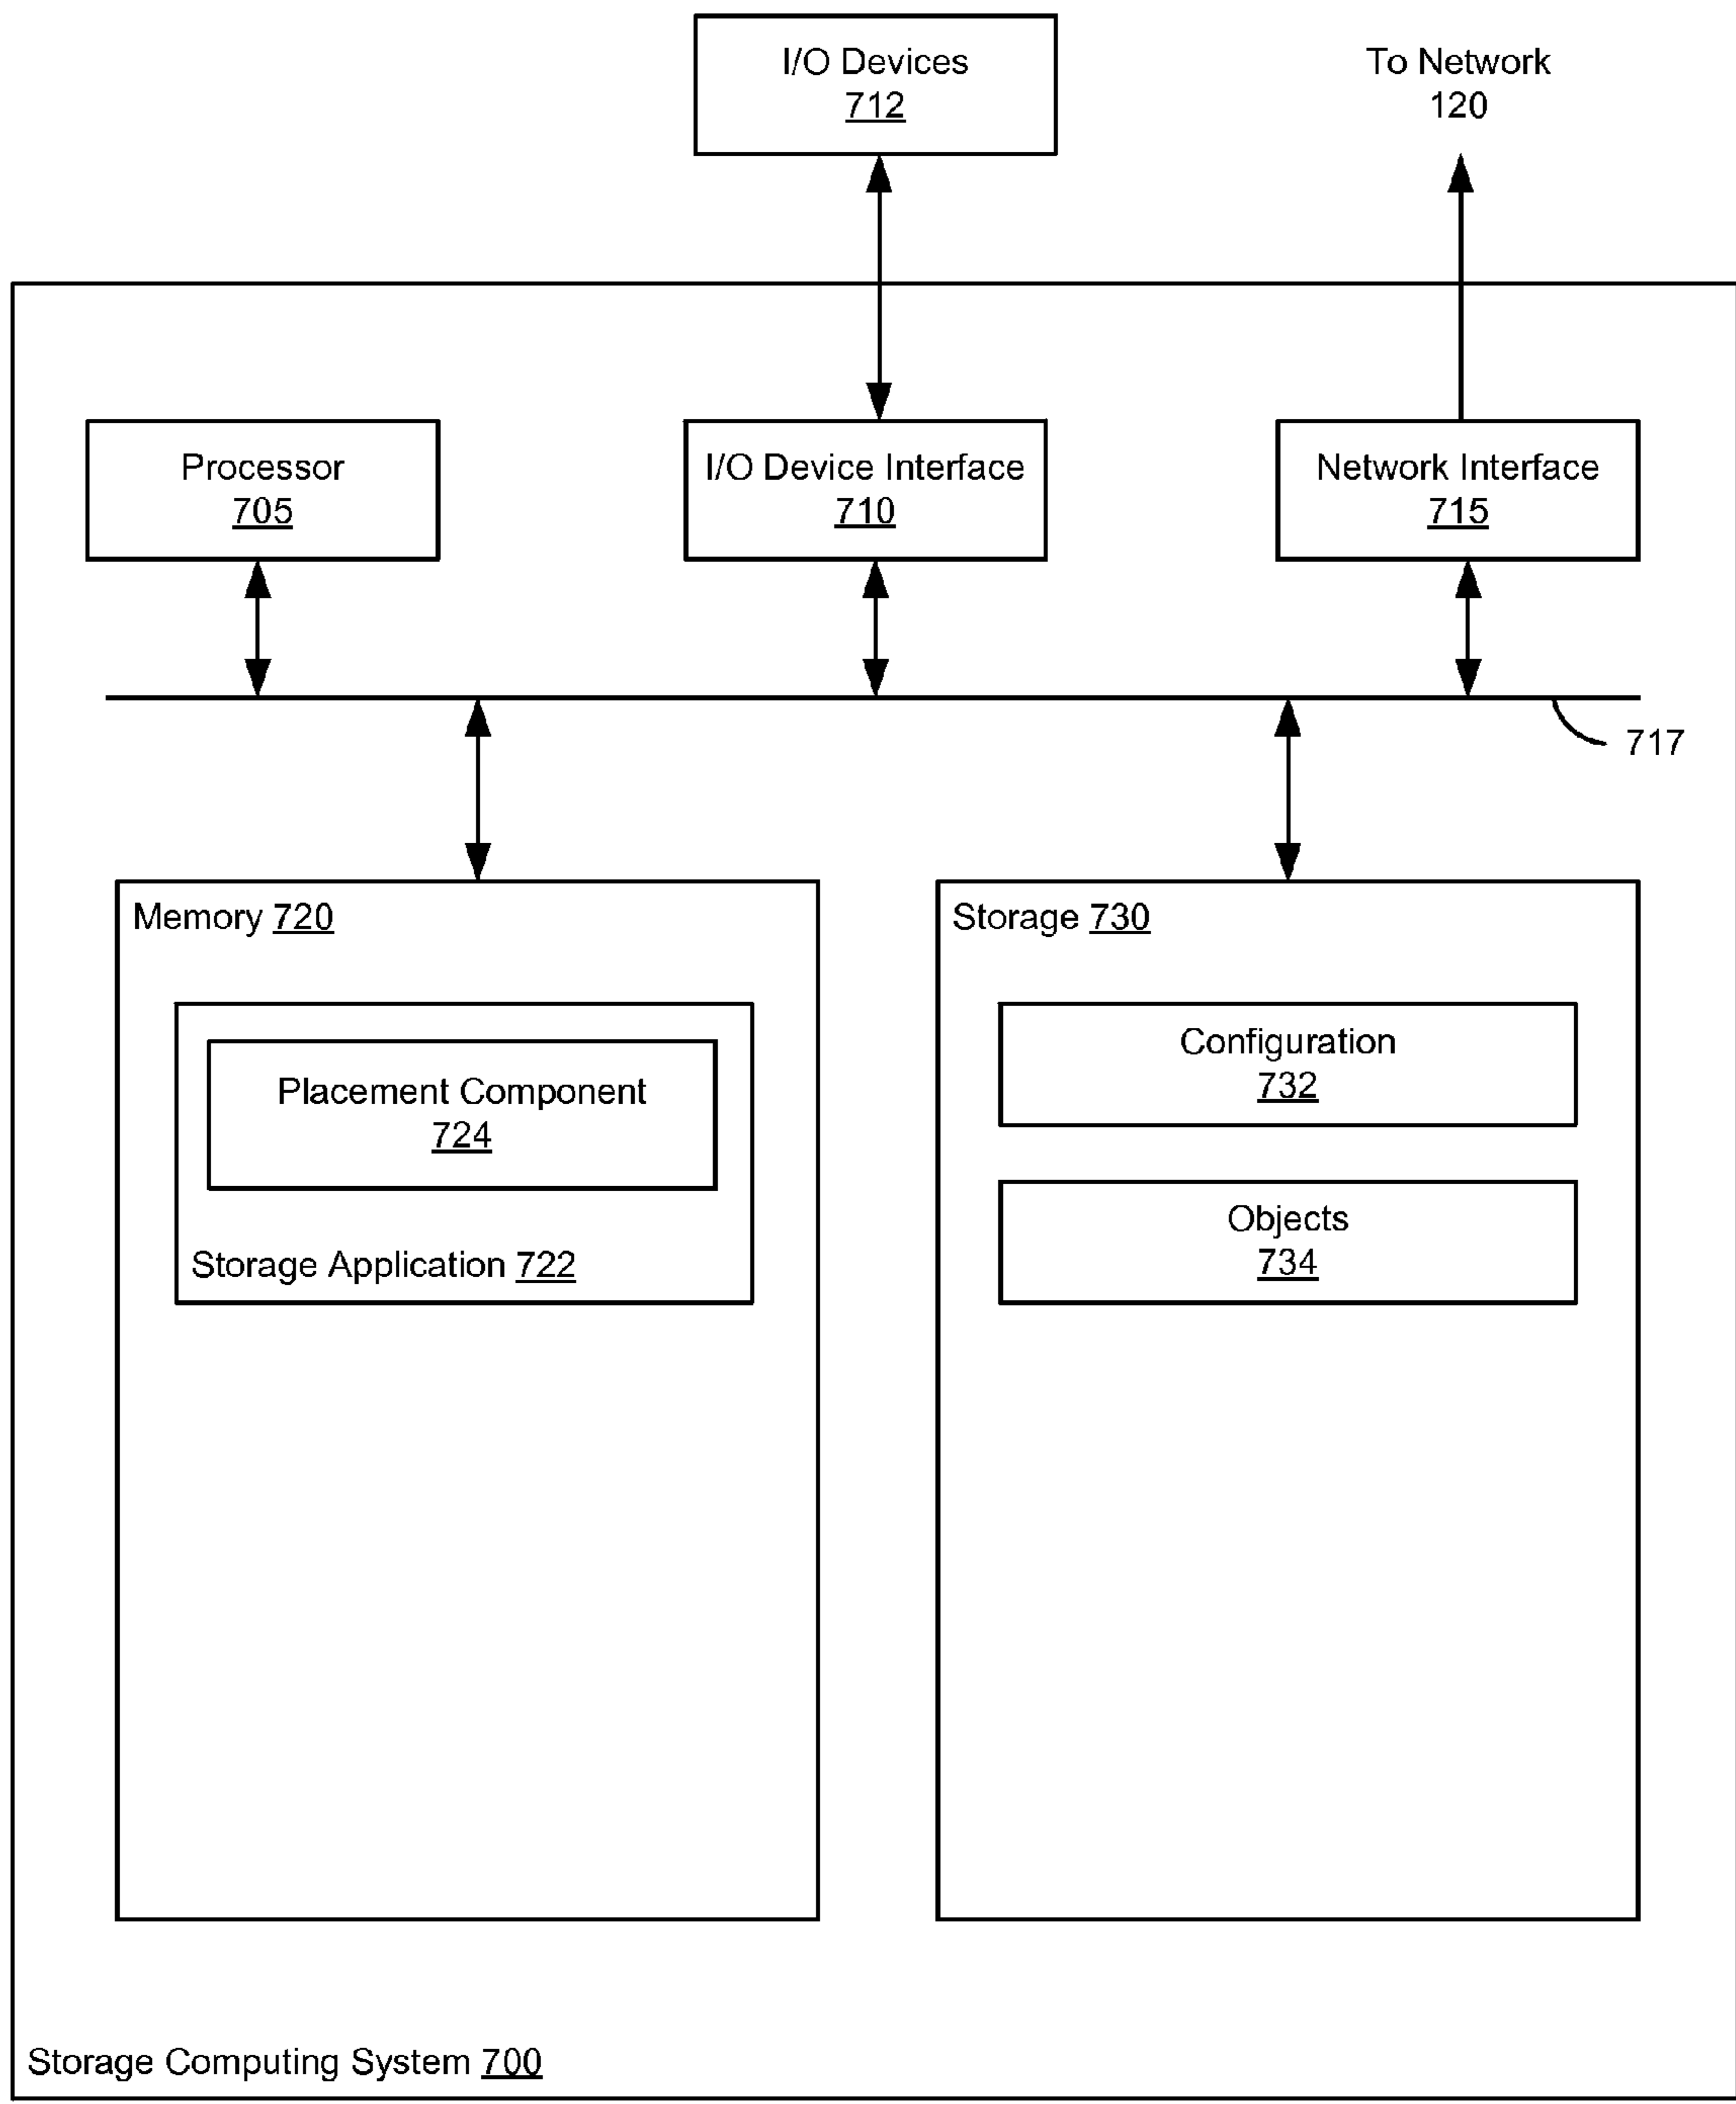 I/O Devices
712
To Network
120
Processor
705
I/O Device Interface
710
Network Interface
715
717
Memory 720
Placement Component
724
Storage Application 722
Storage 730
Configuration
732
Objects
734
Storage Computing System 700